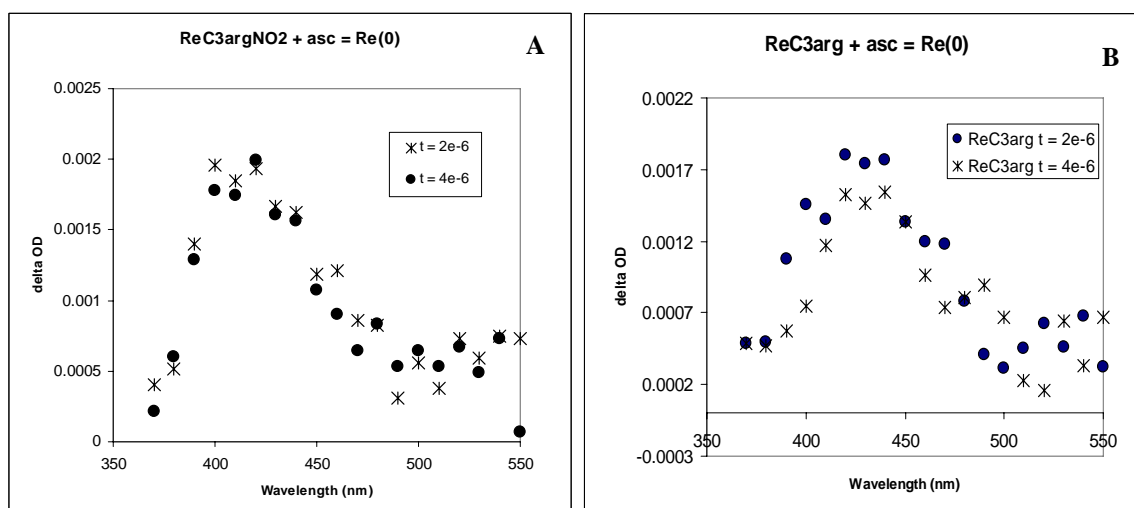 ReC3argNO2 + asc = Re(0)
A
0.0025
0.002
0.0015
0.001
0.0005
0
350
400
450
500
550
delta OD
Wavelength (nm)
t = 2e-6
t = 4e-6
ReC3arg + asc = Re(0)
B
0.0022
0.0017
0.0012
0.0007
0.0002
-0.0003
350
400
450
500
550
delta OD
Wavelength (nm)
ReC3arg t = 2e-6
ReC3arg t = 4e-6